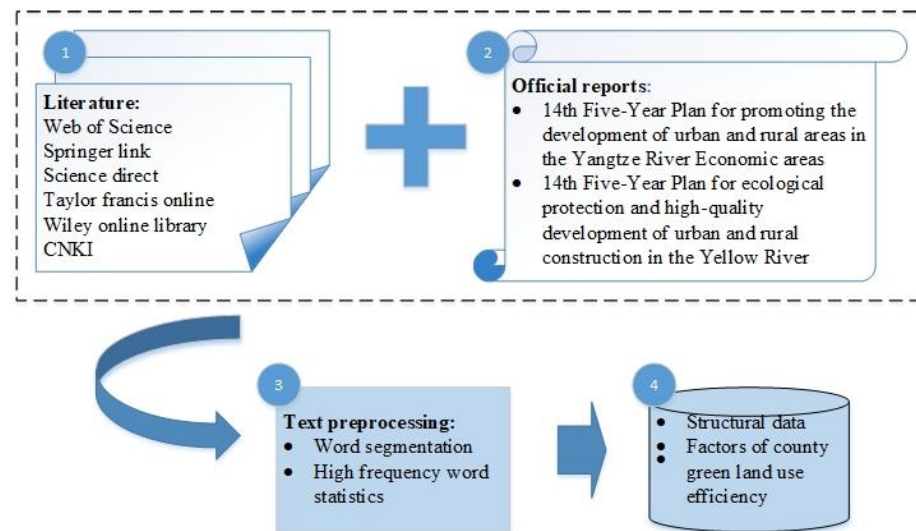 1
Literature:
Web of Science
Springer link
Science direct
Taylor francis online
Wiley online library
CNKI
2
Official reports:
• 14th Five-Year Plan for promoting the
development of urban and rural areas in
the Yangtze River Economic areas
• 14th Five-Year Plan for ecological
protection and high-quality
development of urban and rural
construction in the Yellow River
3
Text preprocessing:
• Word segmentation
• High frequency word
statistics
4
• Structural data
• Factors of county
• green land use
efficiency